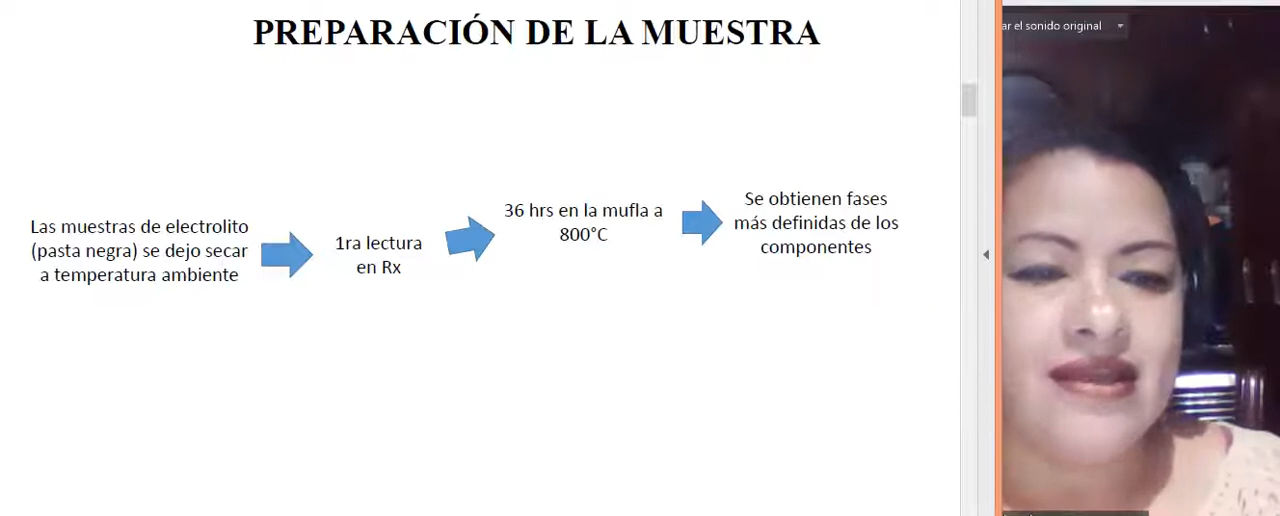 PREPARACIÓN DE LA MUESTRA
ar el sonido original
Las muestras de electrolito
(pasta negra) se dejo secar
a temperatura ambiente
1ra lectura
en Rx
36 hrs en la mufla a
800°C
Se obtienen fases
más definidas de los
componentes